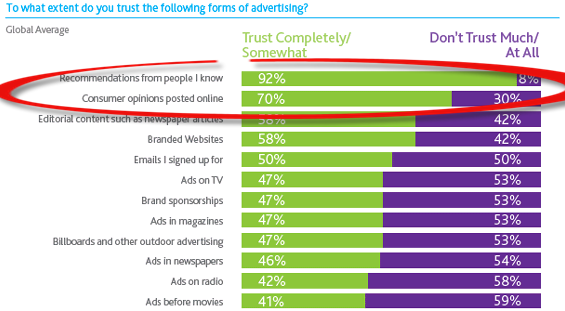 To what extent do you trust the following forms of advertising?
Global Average
Trust Completely/ Don't Trust Much/
Somewhat At All
Recommendations from people I know 92% 8%
Consumer opinions posted online 70% 30%
Editorial content such as newspaper articles 58% 42%
Branded Websites 58% 42%
Emails I signed up for 50% 50%
Ads on TV 47% 53%
Brand sponsorships 47% 53%
Ads in magazines 47% 53%
Billboards and other outdoor advertising 47% 53%
Ads in newspapers 46% 54%
Ads on radio 42% 58%
Ads before movies 41% 59%